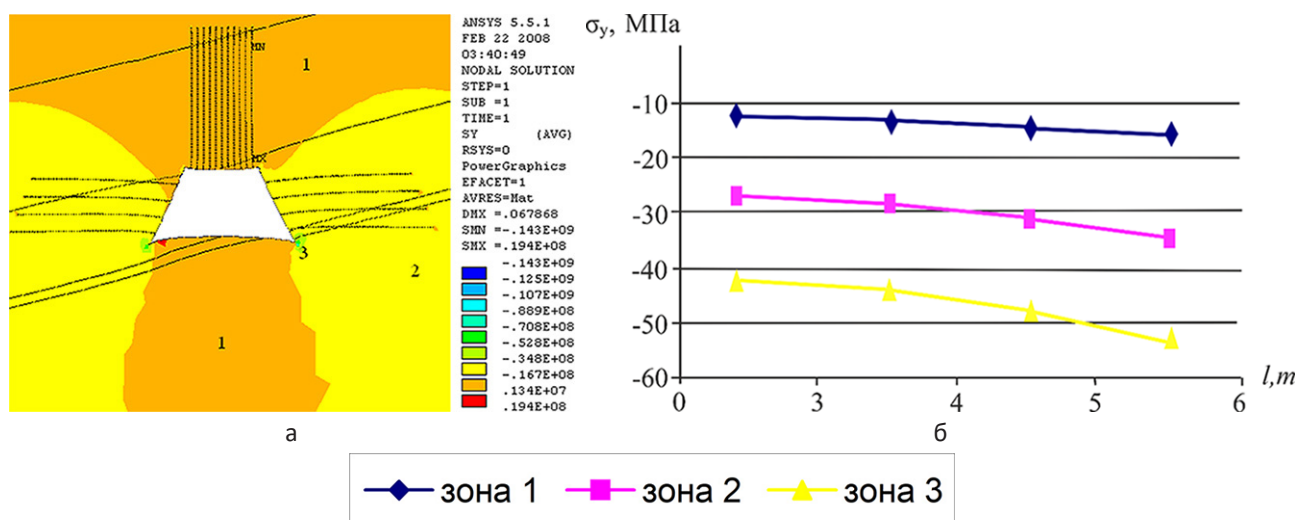 1
MN
MX
3
2
1
а
ANSYS 5.5.1
FEB 22 2008
03:40:49
NODAL SOLUTION
STEP=1
SUB =1
TIME=1
SY (AVG)
RSYS=0
PowerGraphics
EFACET=1
AVRES=Mat
DMX =.067868
SMN =-.143E+09
SMX =.194E+08
-.143E+09
-.125E+09
-.107E+09
-.889E+08
-.708E+08
-.528E+08
-.348E+08
-.167E+08
.134E+07
.194E+08
σy, МПа
-10
-20
-30
-40
-50
-60
0 3 4 5 6
l,m
б
зона 1 зона 2 зона 3